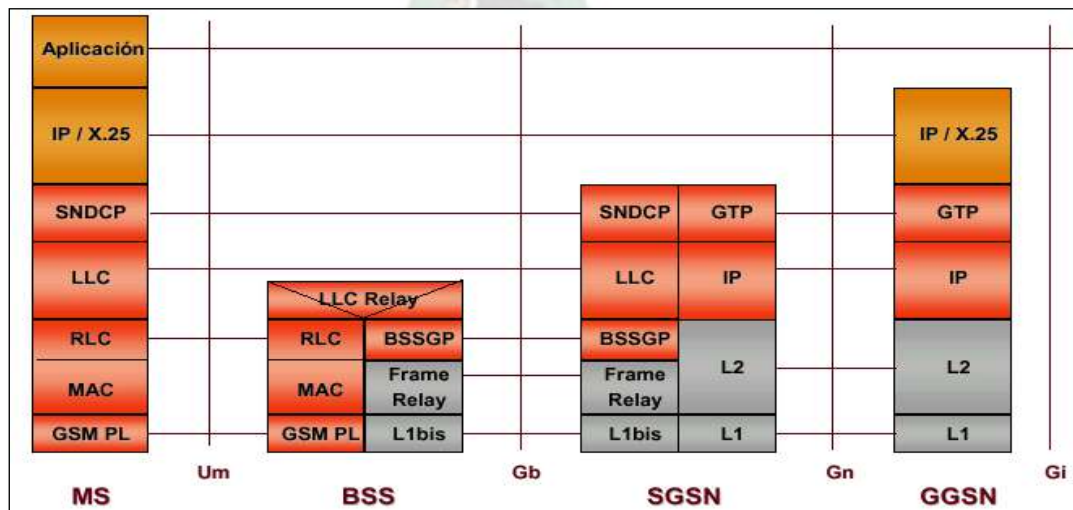 Aplicación
IP / X.25
IP / X.25
SNDCP
SNDCP
GTP
GTP
LLC
LLC
IP
IP
LLC Relay
RLC
RLC
BSSGP
BSSGP
L2
L2
MAC
MAC
Frame
Relay
Frame
Relay
GSM PL
GSM PL
L1bis
L1bis
L1
L1
Um
Gb
Gn
Gi
MS
BSS
SGSN
GGSN